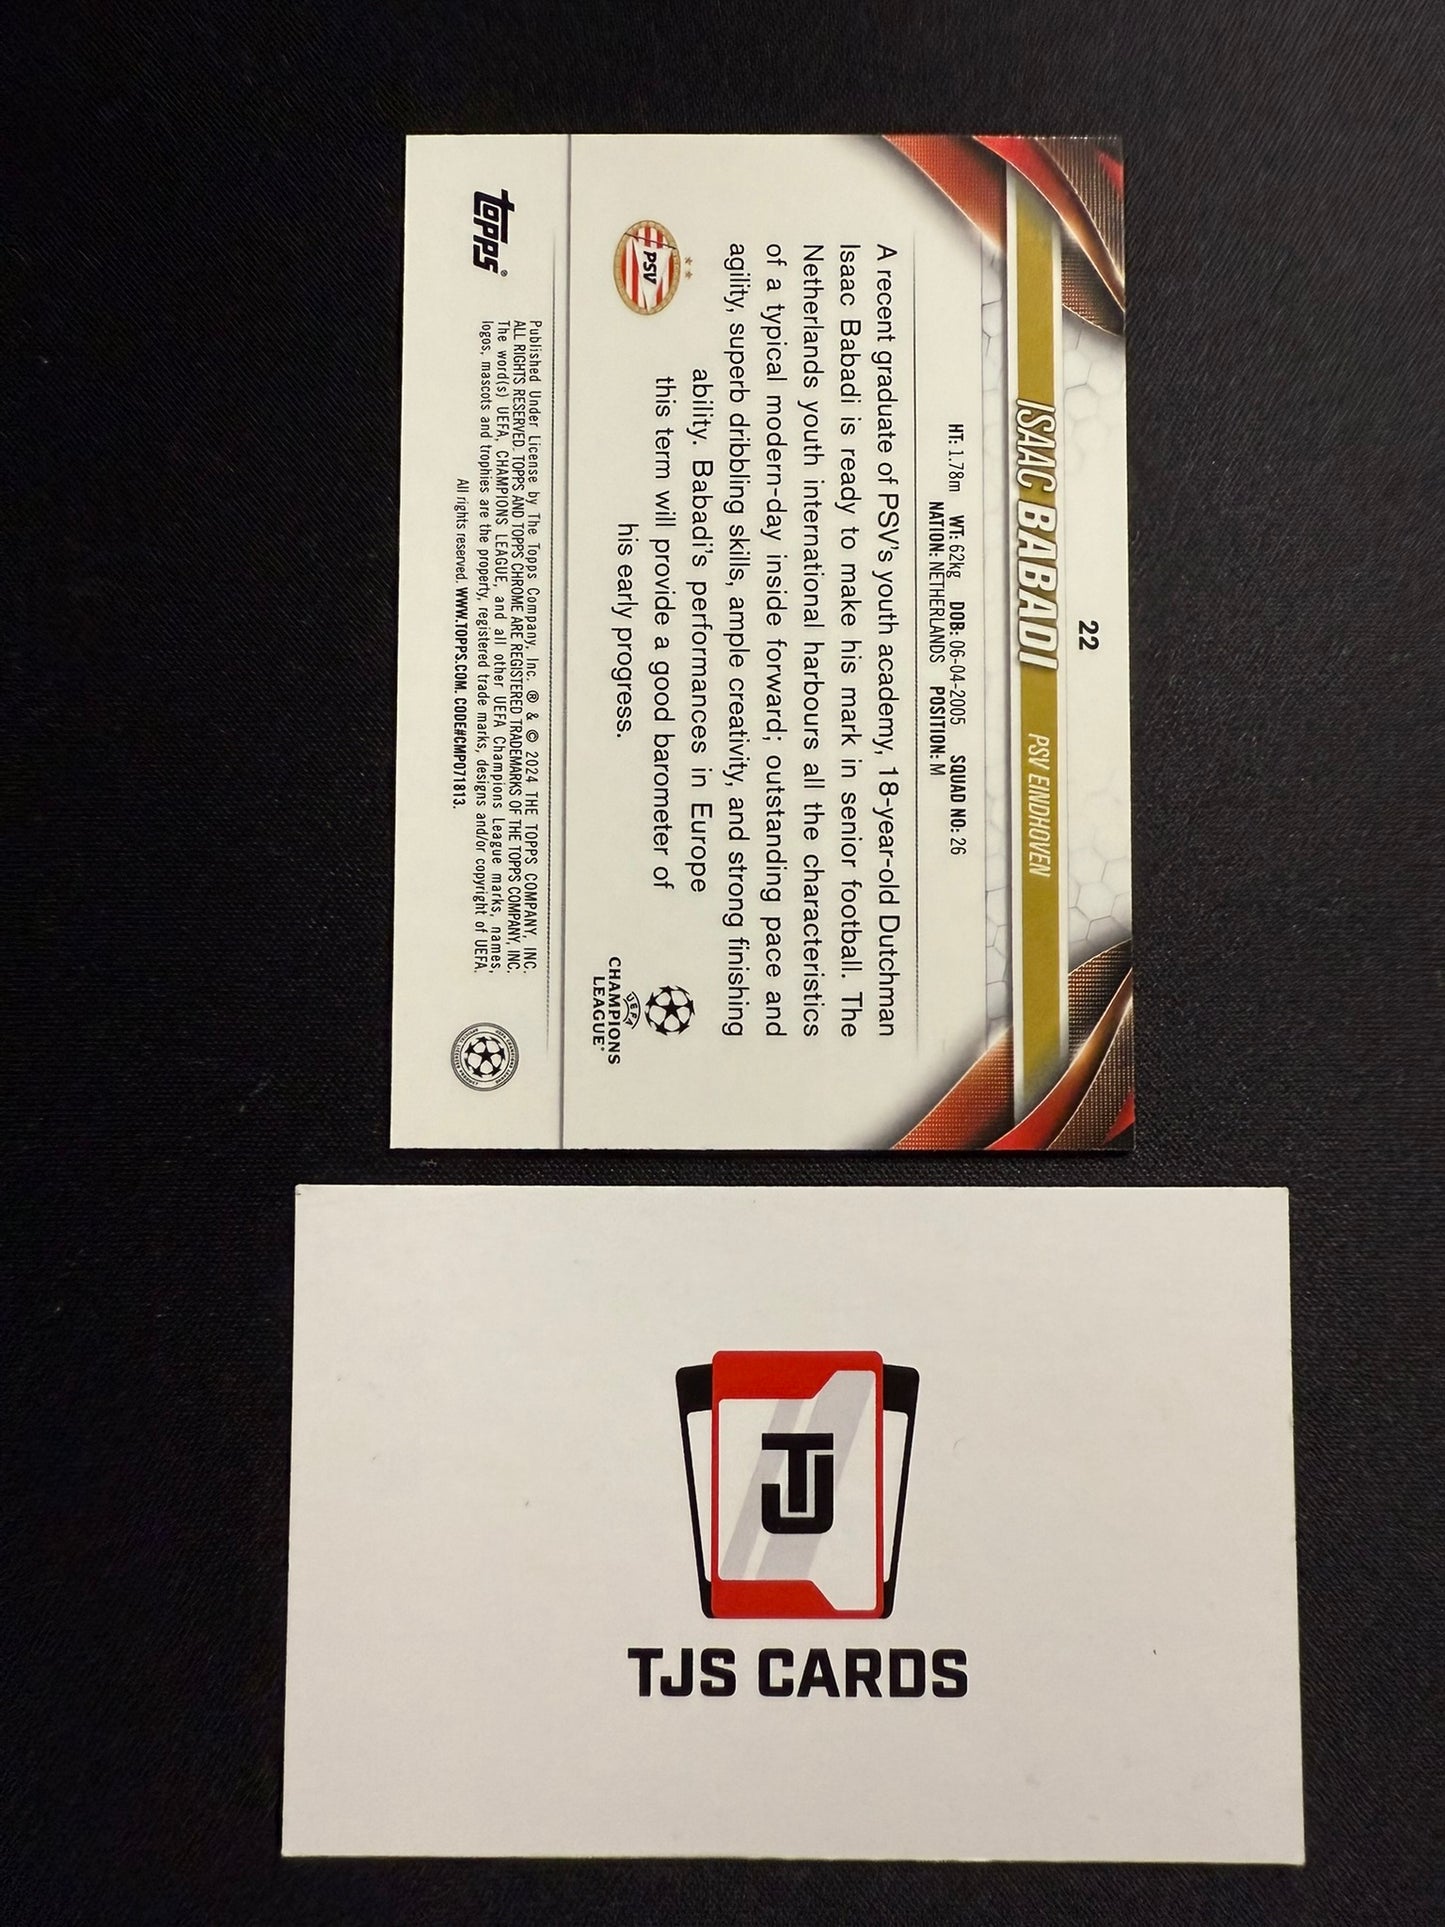 22
ISAAC BABADI PSV EINDHOVEN
HT: 1.78m WT: 62kg DOB: 06-04-2005 SQUAD NO: 26
NATION: NETHERLANDS POSITION: M
A recent graduate of PSV's youth academy, 18-year-old Dutchman
Isaac Babadi is ready to make his mark in senior football. The
Netherlands youth international harbours all the characteristics
of a typical modern-day inside forward; outstanding pace and
agility, superb dribbling skills, ample creativity, and strong finishing
ability. Babadi's performances in Europe
this term will provide a good barometer of
his early progress.
PSV
UEFA
CHAMPIONS
LEAGUE®
topps®
Published Under License by The Topps Company, Inc. ® & © 2024 THE TOPPS COMPANY, INC.
ALL RIGHTS RESERVED. TOPPS AND TOPPS CHROME ARE REGISTERED TRADEMARKS OF THE TOPPS COMPANY, INC.
The word(s) UEFA, CHAMPIONS LEAGUE, and all other UEFA Champions League marks, names,
logos, mascots and trophies are the property, registered trade marks, designs and/or copyright of UEFA.
All rights reserved. WWW.TOPPS.COM. CODE#CMP071813.
TJ
TJS CARDS